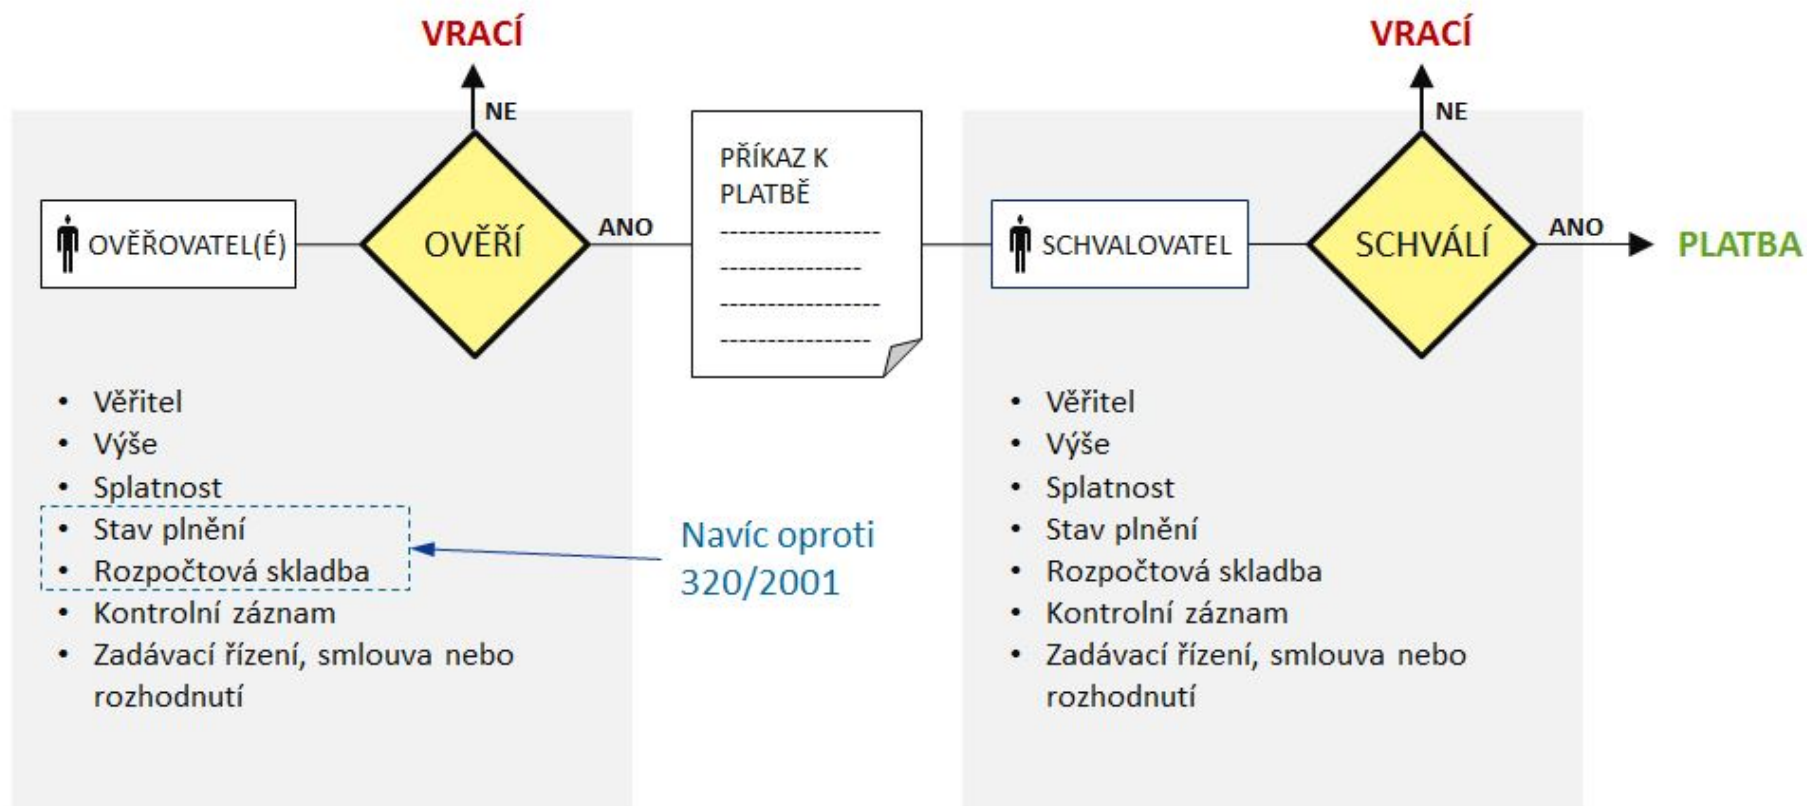 VRACÍ
NE
OVĚŘOVATEL(É)
OVĚŘÍ
ANO
• Věřitel
• Výše
• Splatnost
• Stav plnění
• Rozpočtová skladba
• Kontrolní záznam
• Zadávací řízení, smlouva nebo
rozhodnutí
PŘÍKAZ K
PLATBĚ
Navíc oproti
320/2001
VRACÍ
NE
SCHVALOVATEL
SCHVÁLÍ
ANO
PLATBA
• Věřitel
• Výše
• Splatnost
• Stav plnění
• Rozpočtová skladba
• Kontrolní záznam
• Zadávací řízení, smlouva nebo
rozhodnutí